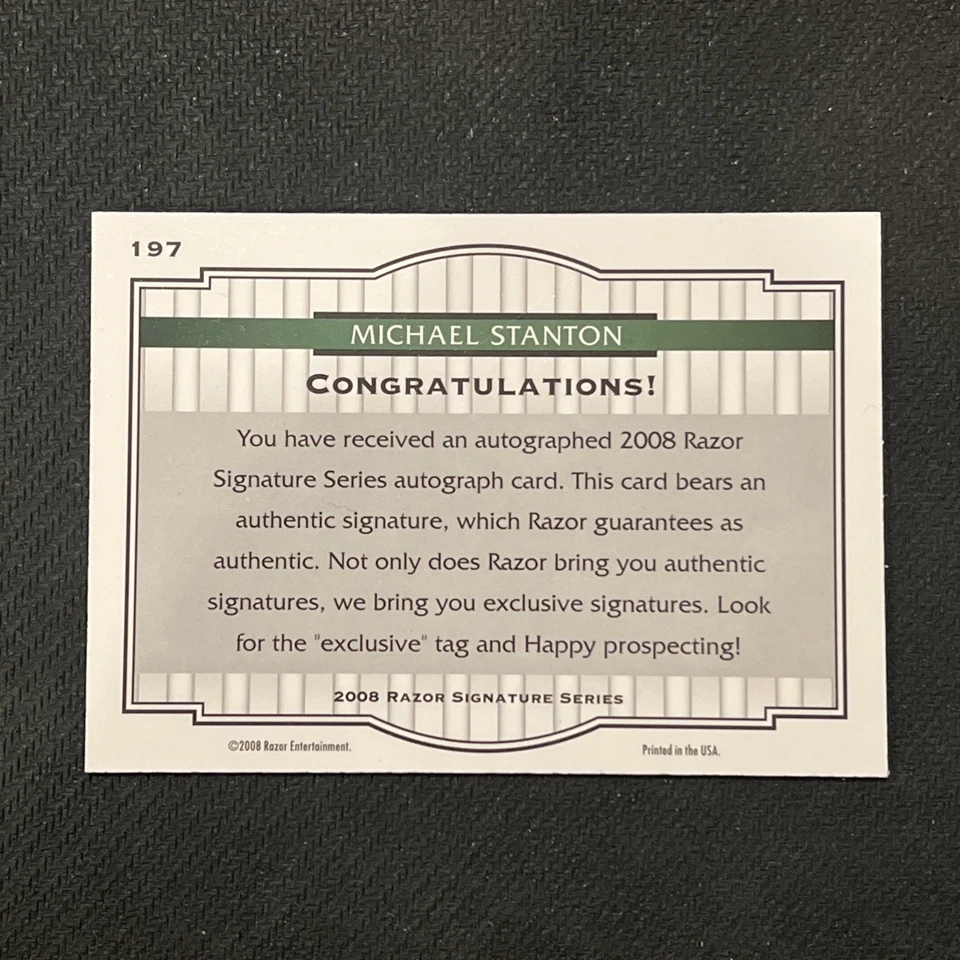 197
MICHAEL STANTON
CONGRATULATIONS!
You have received an autographed 2008 Razor
Signature Series autograph card. This card bears an
authentic signature, which Razor guarantees as
authentic. Not only does Razor bring you authentic
signatures, we bring you exclusive signatures. Look
for the "exclusive" tag and Happy prospecting!
2008 RAZOR SIGNATURE SERIES
©2008 Razor Entertainment.
Printed in the USA.